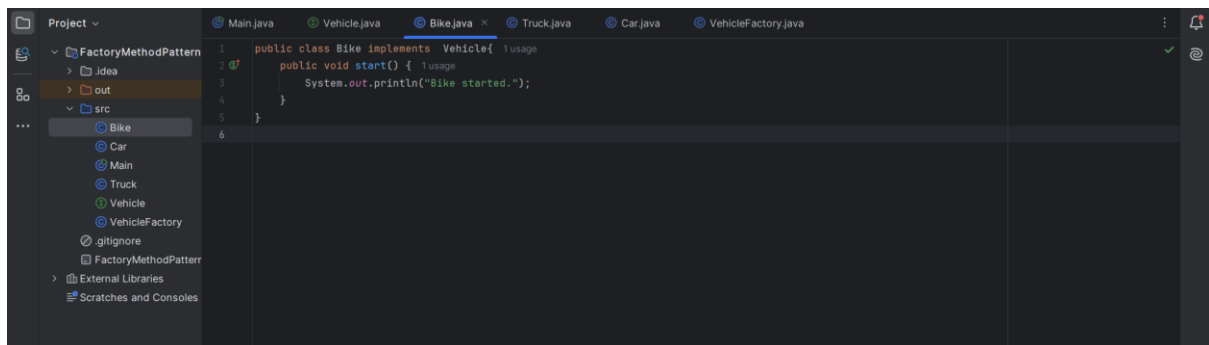 Project
Main.java Vehicle.java Bike.java Truck.java Car.java VehicleFactory.java
FactoryMethodPattern
.idea
out
src
Bike
Car
Main
Truck
Vehicle
VehicleFactory
.gitignore
FactoryMethodPatterr
External Libraries
Scratches and Consoles
1 public class Bike implements  Vehicle{ 1 usage
2 public void start() { 1 usage
3 System.out.println("Bike started.");
4 }
5 }
6